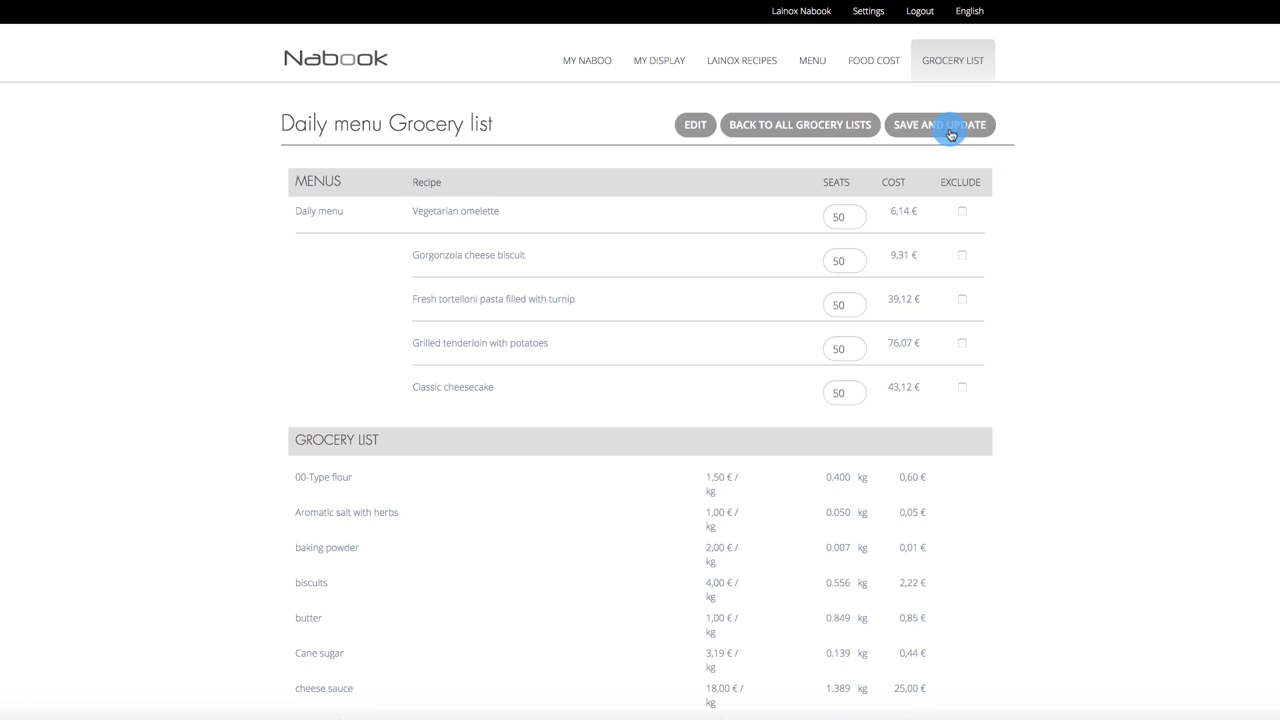 Lainox Nabook Settings Logout English
Nabook MY NABOO MY DISPLAY LAINOX RECIPES MENU FOOD COST GROCERY LIST
Daily menu Grocery list EDIT BACK TO ALL GROCERY LISTS SAVE AND UPDATE
MENUS Recipe SEATS COST EXCLUDE
Daily menu Vegetarian omelette 50 6,14 €
Gorgonzola cheese biscuit 50 9,31 €
Fresh tortelloni pasta filled with turnip 50 39,12 €
Grilled tenderloin with potatoes 50 76,07 €
Classic cheesecake 50 43,12 €
GROCERY LIST
00-Type flour 1,50 € / 0.400 kg 0,60 €
kg
Aromatic salt with herbs 1,00 € / 0.050 kg 0,05 €
kg
baking powder 2,00 € / 0.007 kg 0,01 €
kg
biscuits 4,00 € / 0.556 kg 2,22 €
kg
butter 1,00 € / 0.849 kg 0,85 €
kg
Cane sugar 3,19 € / 0.139 kg 0,44 €
kg
cheese sauce 18,00 € / 1.389 kg 25,00 €
kg